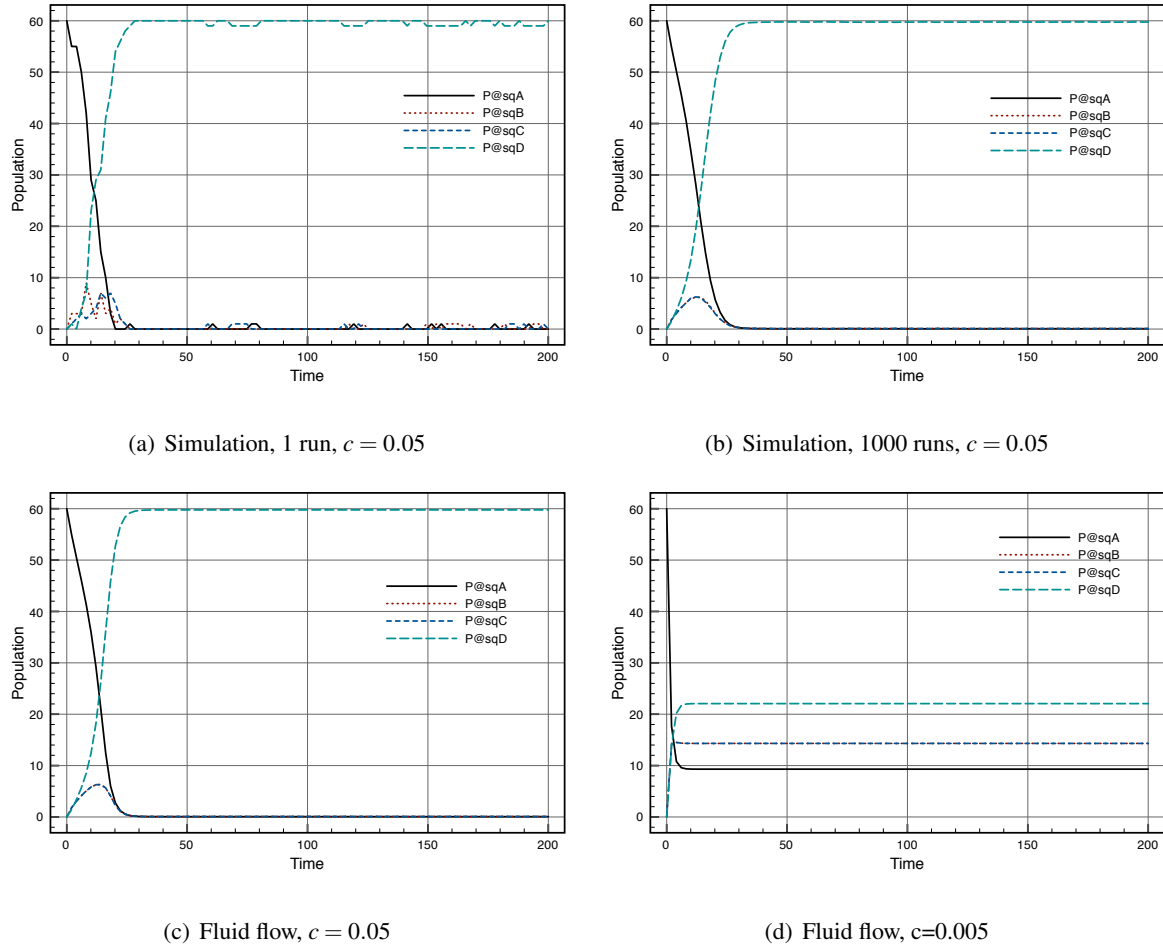 60
50
40
30
20
10
0
Population
P@sqA
P@sqB
P@sqC
P@sqD
0 50 100 150 200
Time
(a) Simulation, 1 run, c = 0.05
60
50
40
30
20
10
0
Population
P@sqA
P@sqB
P@sqC
P@sqD
0 50 100 150 200
Time
(b) Simulation, 1000 runs, c = 0.05
60
50
40
30
20
10
0
Population
P@sqA
P@sqB
P@sqC
P@sqD
0 50 100 150 200
Time
(c) Fluid flow, c = 0.05
60
50
40
30
20
10
0
Population
P@sqA
P@sqB
P@sqC
P@sqD
0 50 100 150 200
Time
(d) Fluid flow, c=0.005